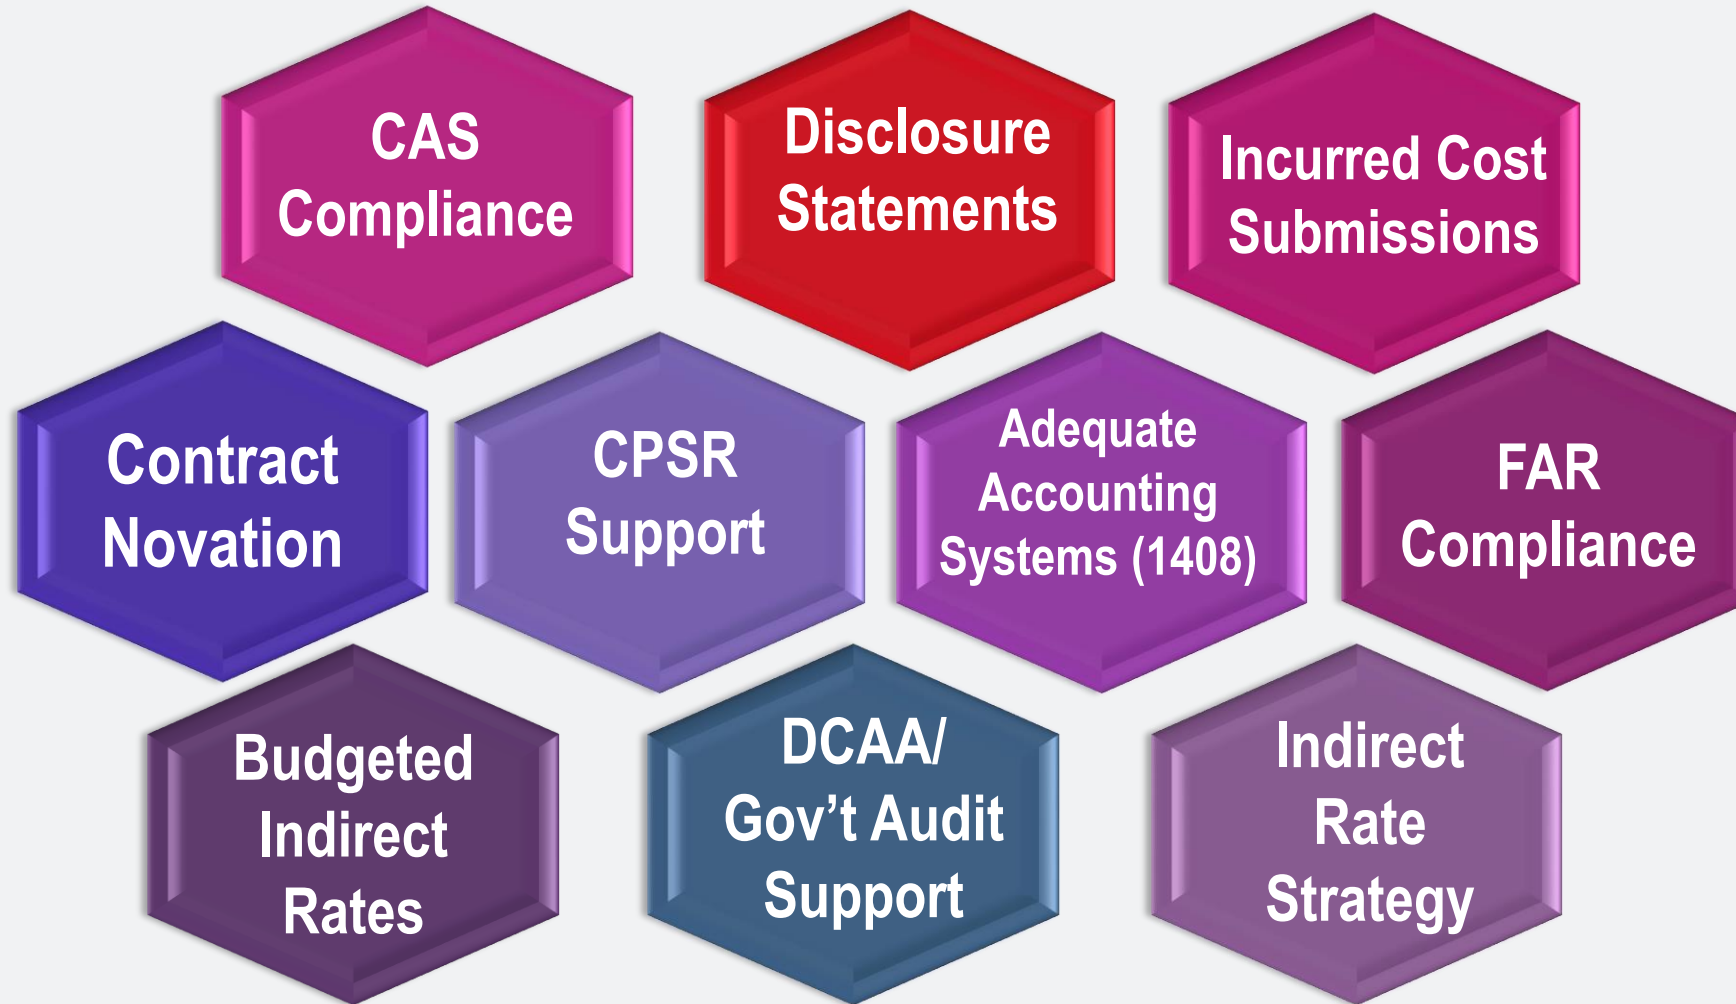 CAS
Compliance
Disclosure
Statements
Incurred Cost
Submissions
Contract
Novation
CPSR
Support
Adequate
Accounting
Systems (1408)
FAR
Compliance
Budgeted
Indirect
Rates
DCAA/
Gov’t Audit
Support
Indirect
Rate
Strategy